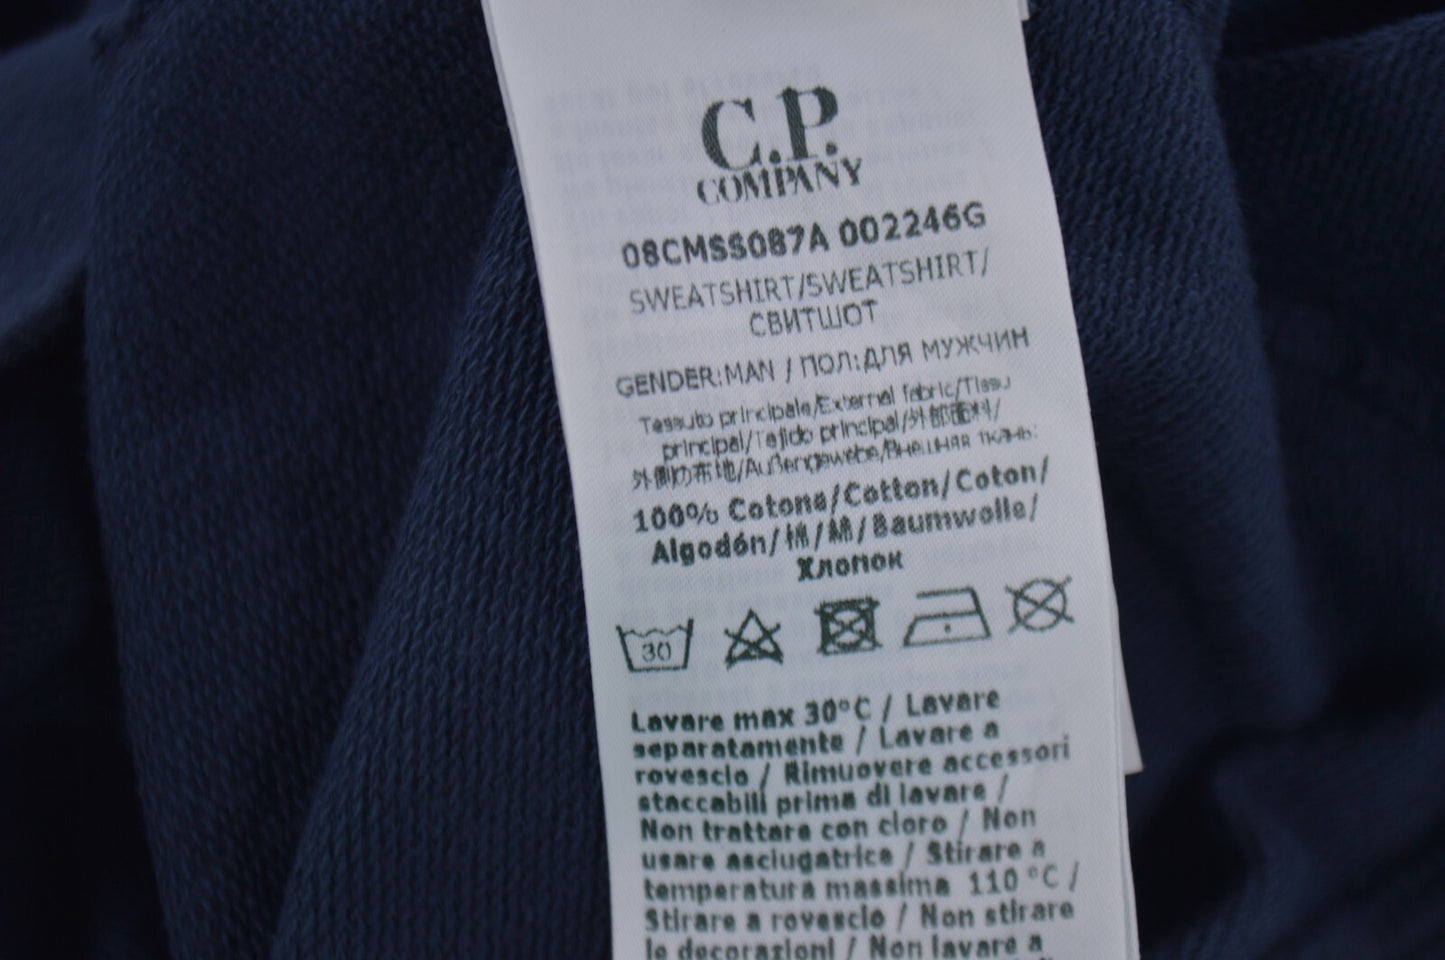 C.P.
COMPANY
08CMSS087A 002246G
SWEATSHIRT/SWEATSHIRT/
СВИТШОТ
GENDER:MAN / ПОЛ:ДЛЯ МУЖЧИН
Tessuto principale/External fabric/Tissu
principal/Tejido principal/外部面料/
外側の布地/Außengewebe/Внешняя ткань:
100% Cotone/Cotton/Coton/
Algodón/棉/綿/Baumwolle/
Хлопок
30
Lavare max 30°C / Lavare
separatamente / Lavare a
rovescio / Rimuovere accessori
staccabili prima di lavare /
Non trattare con cloro / Non
usare asciugatrice / Stirare a
temperatura massima 110 °C /
Stirare a rovescio / Non stirare
le decorazioni / Non lavare a